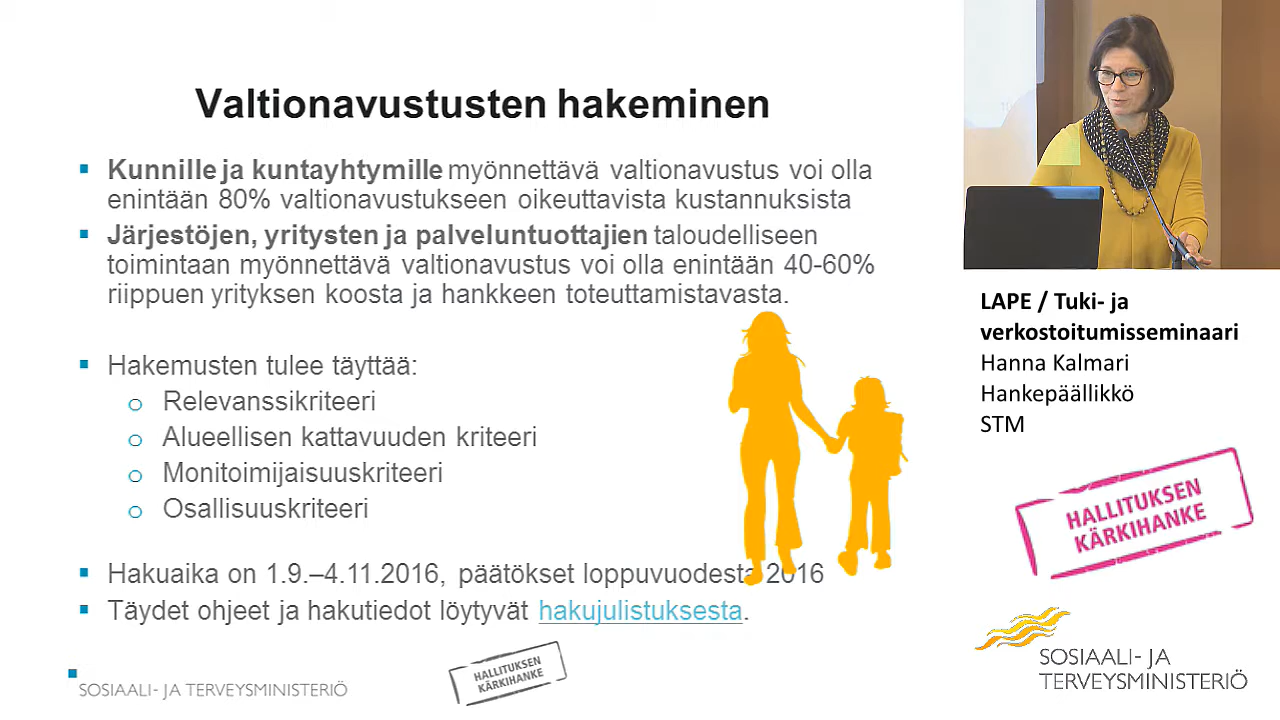 Valtionavustusten hakeminen
Kunnille ja kuntayhtymille myönnettävä valtionavustus voi olla
enintään 80% valtionavustukseen oikeuttavista kustannuksista
Järjestöjen, yritysten ja palveluntuottajien taloudelliseen
toimintaan myönnettävä valtionavustus voi olla enintään 40-60%
riippuen yrityksen koosta ja hankkeen toteuttamistavasta.
Hakemusten tulee täyttää:
Relevanssikriteeri
Alueellisen kattavuuden kriteeri
Monitoimijaisuuskriteeri
Osallisuuskriteeri
Hakuaika on 1.9.–4.11.2016, päätökset loppuvuodesta 2016
Täydet ohjeet ja hakutiedot löytyvät hakujulistuksesta.
SOSIAALI- JA TERVEYSMINISTERIÖ
HALLITUKSEN
KÄRKIHANKE
LAPE / Tuki- ja
verkostoitumisseminaari
Hanna Kalmari
Hankepäällikkö
STM
HALLITUKSEN
KÄRKIHANKE
SOSIAALI- JA
TERVEYSMINISTERIÖ